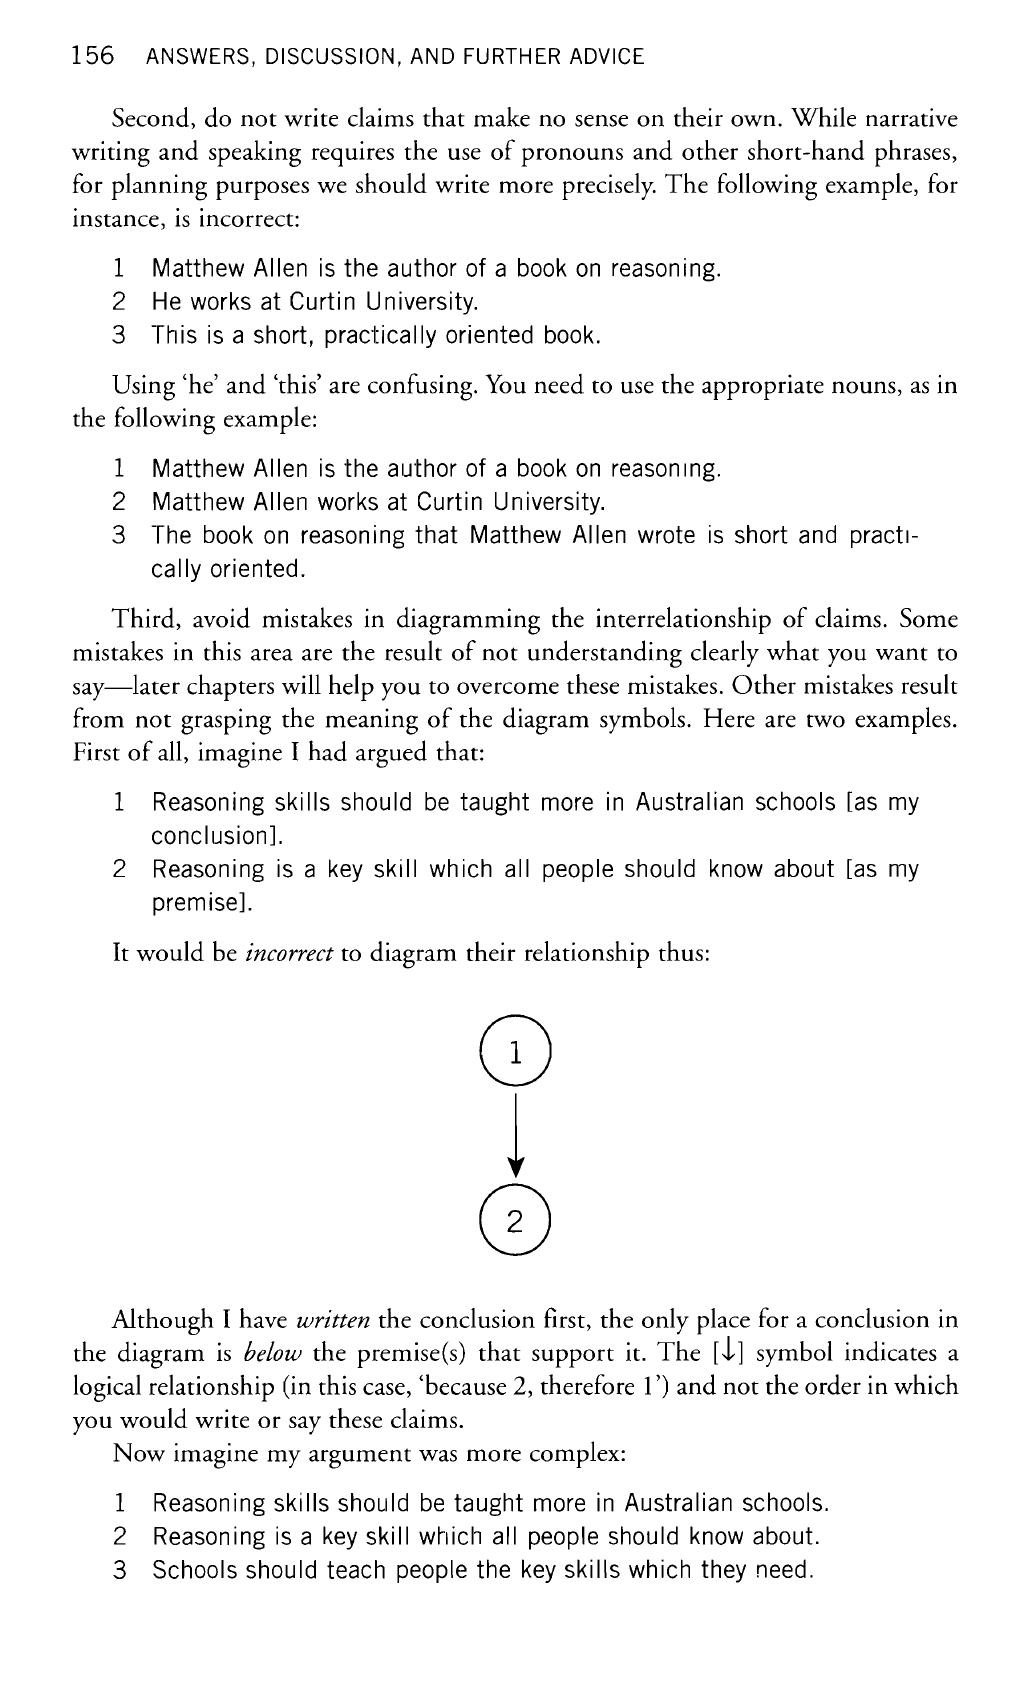 156 ANSWERS, DISCUSSION, AND FURTHER ADVICE
Second, do not write claims that make no sense on their own. While narrative
writing and speaking requires the use of pronouns and other short-hand phrases,
for planning purposes we should write more precisely. The following example, for
instance, is incorrect:
1 Matthew Allen is the author of a book on reasoning.
2 He works at Curtin University.
3 This is a short, practically oriented book.
Using ‘he’ and ‘this’ are confusing. You need to use the appropriate nouns, as in
the following example:
1 Matthew Allen is the author of a book on reasoning.
2 Matthew Allen works at Curtin University.
3 The book on reasoning that Matthew Allen wrote is short and practi-
cally oriented.
Third, avoid mistakes in diagramming the interrelationship of claims. Some
mistakes in this area are the result of not understanding clearly what you want to
say—later chapters will help you to overcome these mistakes. Other mistakes result
from not grasping the meaning of the diagram symbols. Here are two examples.
First of all, imagine I had argued that:
1 Reasoning skills should be taught more in Australian schools [as my
conclusion].
2 Reasoning is a key skill which all people should know about [as my
premise].
It would be incorrect to diagram their relationship thus:
1
2
Although I have written the conclusion first, the only place for a conclusion in
the diagram is below the premise(s) that support it. The [↓] symbol indicates a
logical relationship (in this case, ‘because 2, therefore 1’) and not the order in which
you would write or say these claims.
Now imagine my argument was more complex:
1 Reasoning skills should be taught more in Australian schools.
2 Reasoning is a key skill which all people should know about.
3 Schools should teach people the key skills which they need.